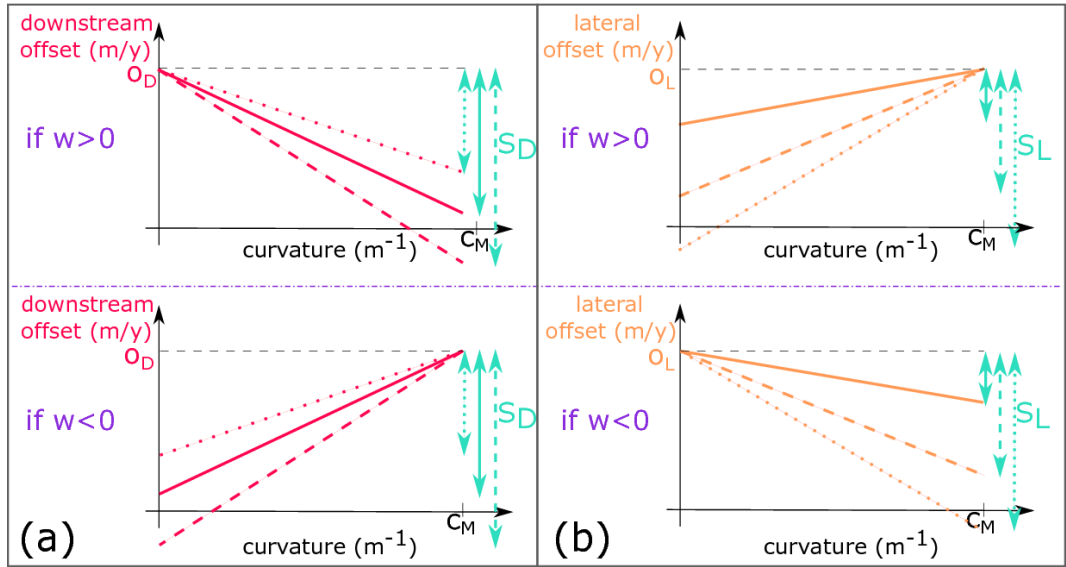 downstream
offset (m/y)
oD
if w>0
SD
cM
curvature (m⁻¹)
lateral
offset (m/y)
oL
if w>0
SL
cM
curvature (m⁻¹)
downstream
offset (m/y)
oD
if w<0
SD
cM
curvature (m⁻¹)
(a)
lateral
offset (m/y)
oL
if w<0
SL
cM
curvature (m⁻¹)
(b)